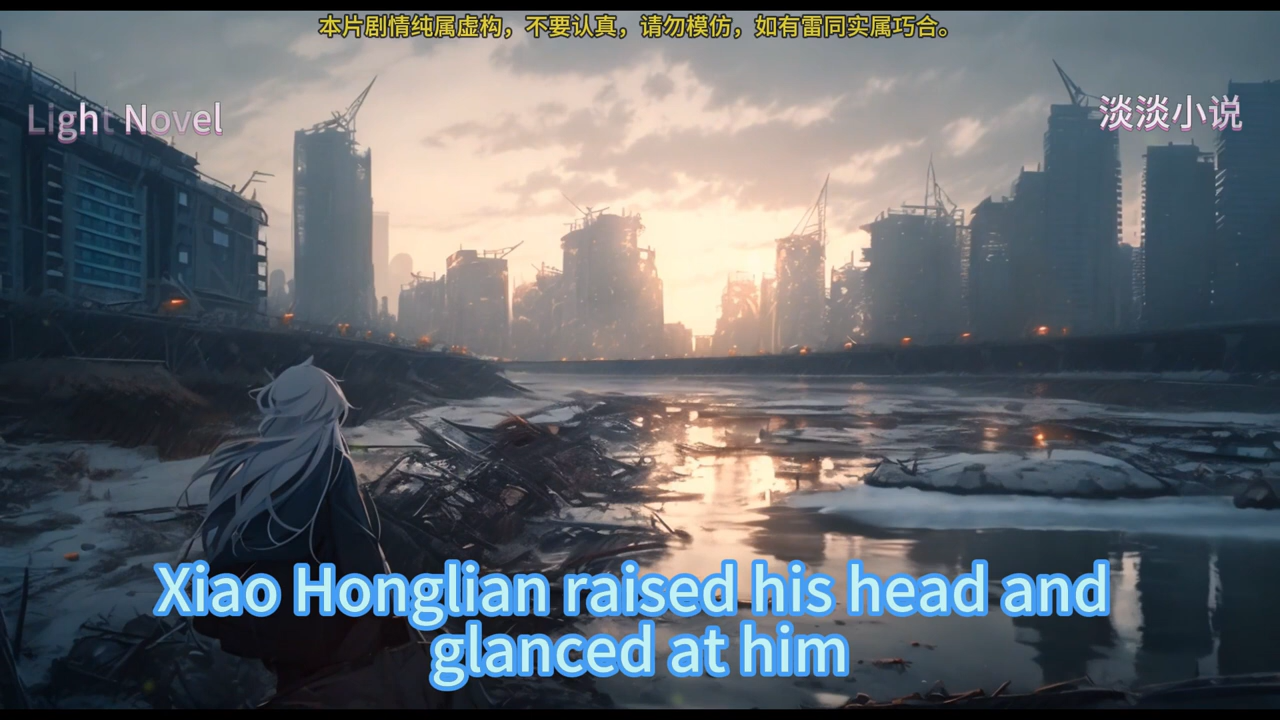 本片剧情纯属虚构，不要认真，请勿模仿，如有雷同实属巧合。
Light Novel
淡淡小说
Xiao Honglian raised his head and
glanced at him